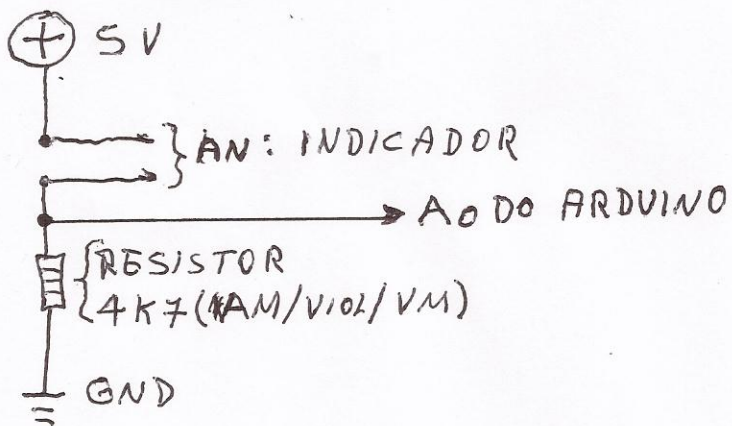 + 5V
AN: INDICADOR
A0 DO ARDUINO
RESISTOR
4K7 (AM/VIOL/VM)
GND